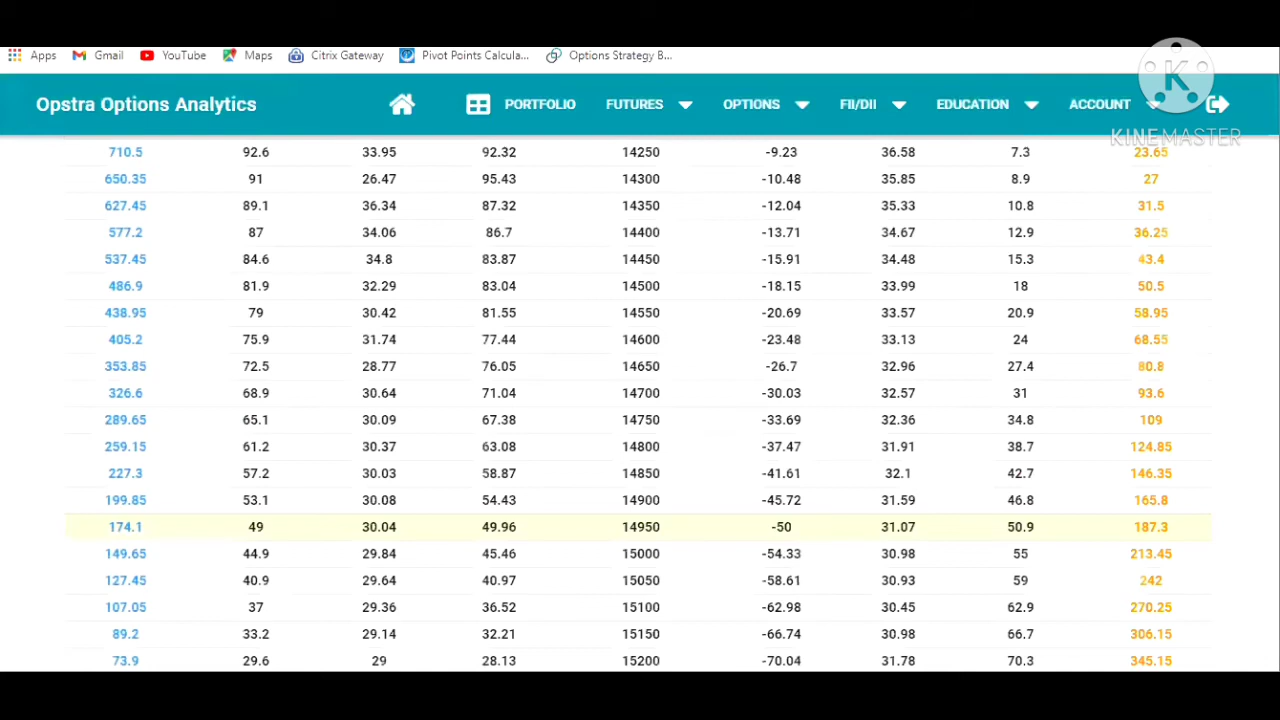 Apps Gmail YouTube Maps Citrix Gateway Pivot Points Calcula... Options Strategy B...
Opstra Options Analytics PORTFOLIO FUTURES OPTIONS FII/DII EDUCATION ACCOUNT
K
KINEMASTER
710.5 92.6 33.95 92.32 14250 -9.23 36.58 7.3 23.65
650.35 91 26.47 95.43 14300 -10.48 35.85 8.9 27
627.45 89.1 36.34 87.32 14350 -12.04 35.33 10.8 31.5
577.2 87 34.06 86.7 14400 -13.71 34.67 12.9 36.25
537.45 84.6 34.8 83.87 14450 -15.91 34.48 15.3 43.4
486.9 81.9 32.29 83.04 14500 -18.15 33.99 18 50.5
438.95 79 30.42 81.55 14550 -20.69 33.57 20.9 58.95
405.2 75.9 31.74 77.44 14600 -23.48 33.13 24 68.55
353.85 72.5 28.77 76.05 14650 -26.7 32.96 27.4 80.8
326.6 68.9 30.64 71.04 14700 -30.03 32.57 31 93.6
289.65 65.1 30.09 67.38 14750 -33.69 32.36 34.8 109
259.15 61.2 30.37 63.08 14800 -37.47 31.91 38.7 124.85
227.3 57.2 30.03 58.87 14850 -41.61 32.1 42.7 146.35
199.85 53.1 30.08 54.43 14900 -45.72 31.59 46.8 165.8
174.1 49 30.04 49.96 14950 -50 31.07 50.9 187.3
149.65 44.9 29.84 45.46 15000 -54.33 30.98 55 213.45
127.45 40.9 29.64 40.97 15050 -58.61 30.93 59 242
107.05 37 29.36 36.52 15100 -62.98 30.45 62.9 270.25
89.2 33.2 29.14 32.21 15150 -66.74 30.98 66.7 306.15
73.9 29.6 29 28.13 15200 -70.04 31.78 70.3 345.15